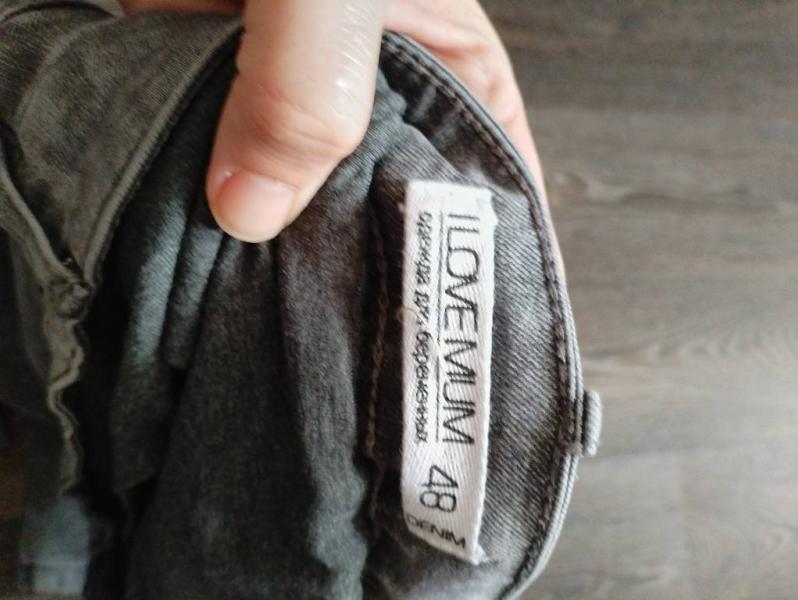 I LOVE MUM 48
одежда для беременных
DENIM